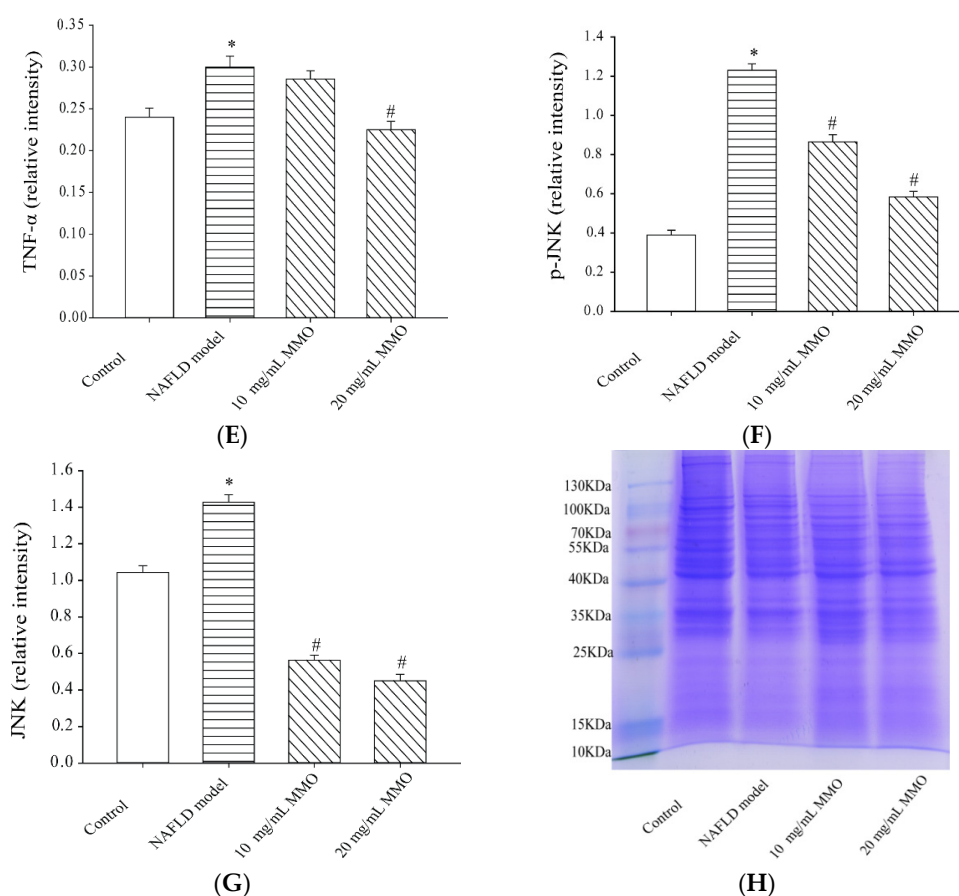 0.35
0.30
0.25
0.20
0.15
0.10
0.05
0.00
TNF-α (relative intensity)
*
#
Control
NAFLD model
10 mg/mL MMO
20 mg/mL MMO
(E)
1.4
1.2
1.0
0.8
0.6
0.4
0.2
0.0
p-JNK (relative intensity)
*
#
#
Control
NAFLD model
10 mg/mL MMO
20 mg/mL MMO
(F)
1.6
1.4
1.2
1.0
0.8
0.6
0.4
0.2
0.0
JNK (relative intensity)
*
#
#
Control
NAFLD model
10 mg/mL MMO
20 mg/mL MMO
(G)
130KDa
100KDa
70KDa
55KDa
40KDa
35KDa
25KDa
15KDa
10KDa
Control
NAFLD model
10 mg/mL MMO
20 mg/mL MMO
(H)